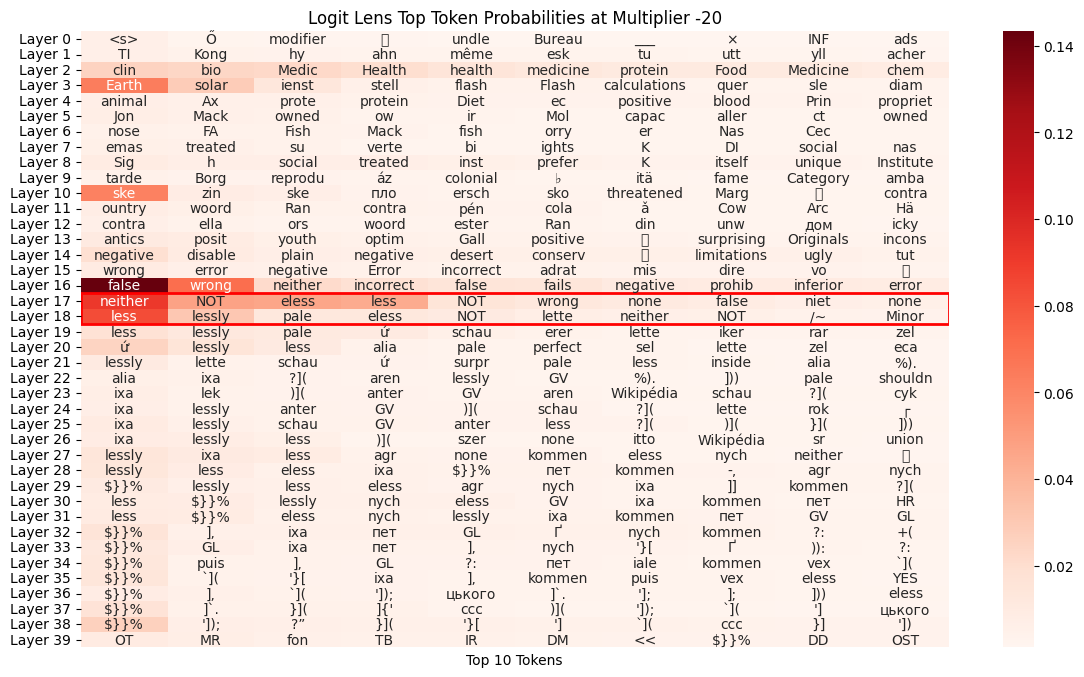 Logit Lens Top Token Probabilities at Multiplier -20
Layer 0 <s> Ő modifier undle Bureau ___ × INF ads
Layer 1 TI Kong hy ahn même esk tu utt yll acher
Layer 2 clin bio Medic Health health medicine protein Food Medicine chem
Layer 3 Earth solar ienst stell flash Flash calculations quer sle diam
Layer 4 animal Ax prote protein Diet ec positive blood Prin propriet
Layer 5 Jon Mack owned ow ir Mol capac aller ct owned
Layer 6 nose FA Fish Mack fish orry er Nas Cec
Layer 7 emas treated su verte bi ights K DI social nas
Layer 8 Sig h social treated inst prefer K itself unique Institute
Layer 9 tarde Borg reprodu áz colonial ♭ itä fame Category amba
Layer 10 ske zin ske пло ersch sko threatened Marg contra
Layer 11 ountry woord Ran contra pén cola ǎ Cow Arc Hā
Layer 12 contra ella ors woord ester Ran din unw дом icky
Layer 13 antics posit youth optim Gall positive surprising Originals incons
Layer 14 negative disable plain negative desert conserv limitations ugly tut
Layer 15 wrong error negative Error incorrect adrat mis dire vo
Layer 16 false wrong neither incorrect false fails negative prohib inferior error
Layer 17 neither NOT eless less NOT wrong none false niet none
Layer 18 less lessly pale eless NOT lette neither NOT /~ Minor
Layer 19 less lessly pale ứ schau erer lette iker rar zel
Layer 20 ứ lessly less alia pale perfect sel lette zel eca
Layer 21 lessly lette schau ứ surpr pale less inside alia %).
Layer 22 alia ixa ?]( aren lessly GV %). ])) pale shouldn
Layer 23 ixa lek )]( anter GV aren Wikipédia schau ?]( cyk
Layer 24 ixa lessly anter GV )]( schau ?]( lette rok ┌
Layer 25 ixa lessly schau GV anter less ?]( )]( }]( ]))
Layer 26 ixa lessly less )]( szer none itto Wikipédia sr union
Layer 27 lessly ixa less agr none kommen eless nych neither
Layer 28 lessly less eless ixa $}}% пет kommen -, agr nych
Layer 29 $}}% lessly less eless agr nych ixa ]] kommen ?](
Layer 30 less $}}% lessly nych eless GV ixa kommen пет HR
Layer 31 less $}}% eless nych lessly ixa kommen пет GV GL
Layer 32 $}}% ], ixa пет GL Ґ nych kommen ?: +(
Layer 33 $}}% GL ixa пет ], nych '}[ Ґ )): ?:
Layer 34 $}}% puis ], GL ?: пет iale kommen vex `](
Layer 35 $}}% `]( '}[ ixa ], kommen puis vex eless YES
Layer 36 $}}% ], `]( ']); цького ]`. ']; ]; ])) eless
Layer 37 $}}% ]`. }]( ]{' ccc )]( ']); `]( '] цького
Layer 38 $}}% ']); ?” }]( '}[ '] `]( ccc }] '])
Layer 39 OT MR fon TB IR DM << $}}% DD OST
Top 10 Tokens
0.14
0.12
0.10
0.08
0.06
0.04
0.02